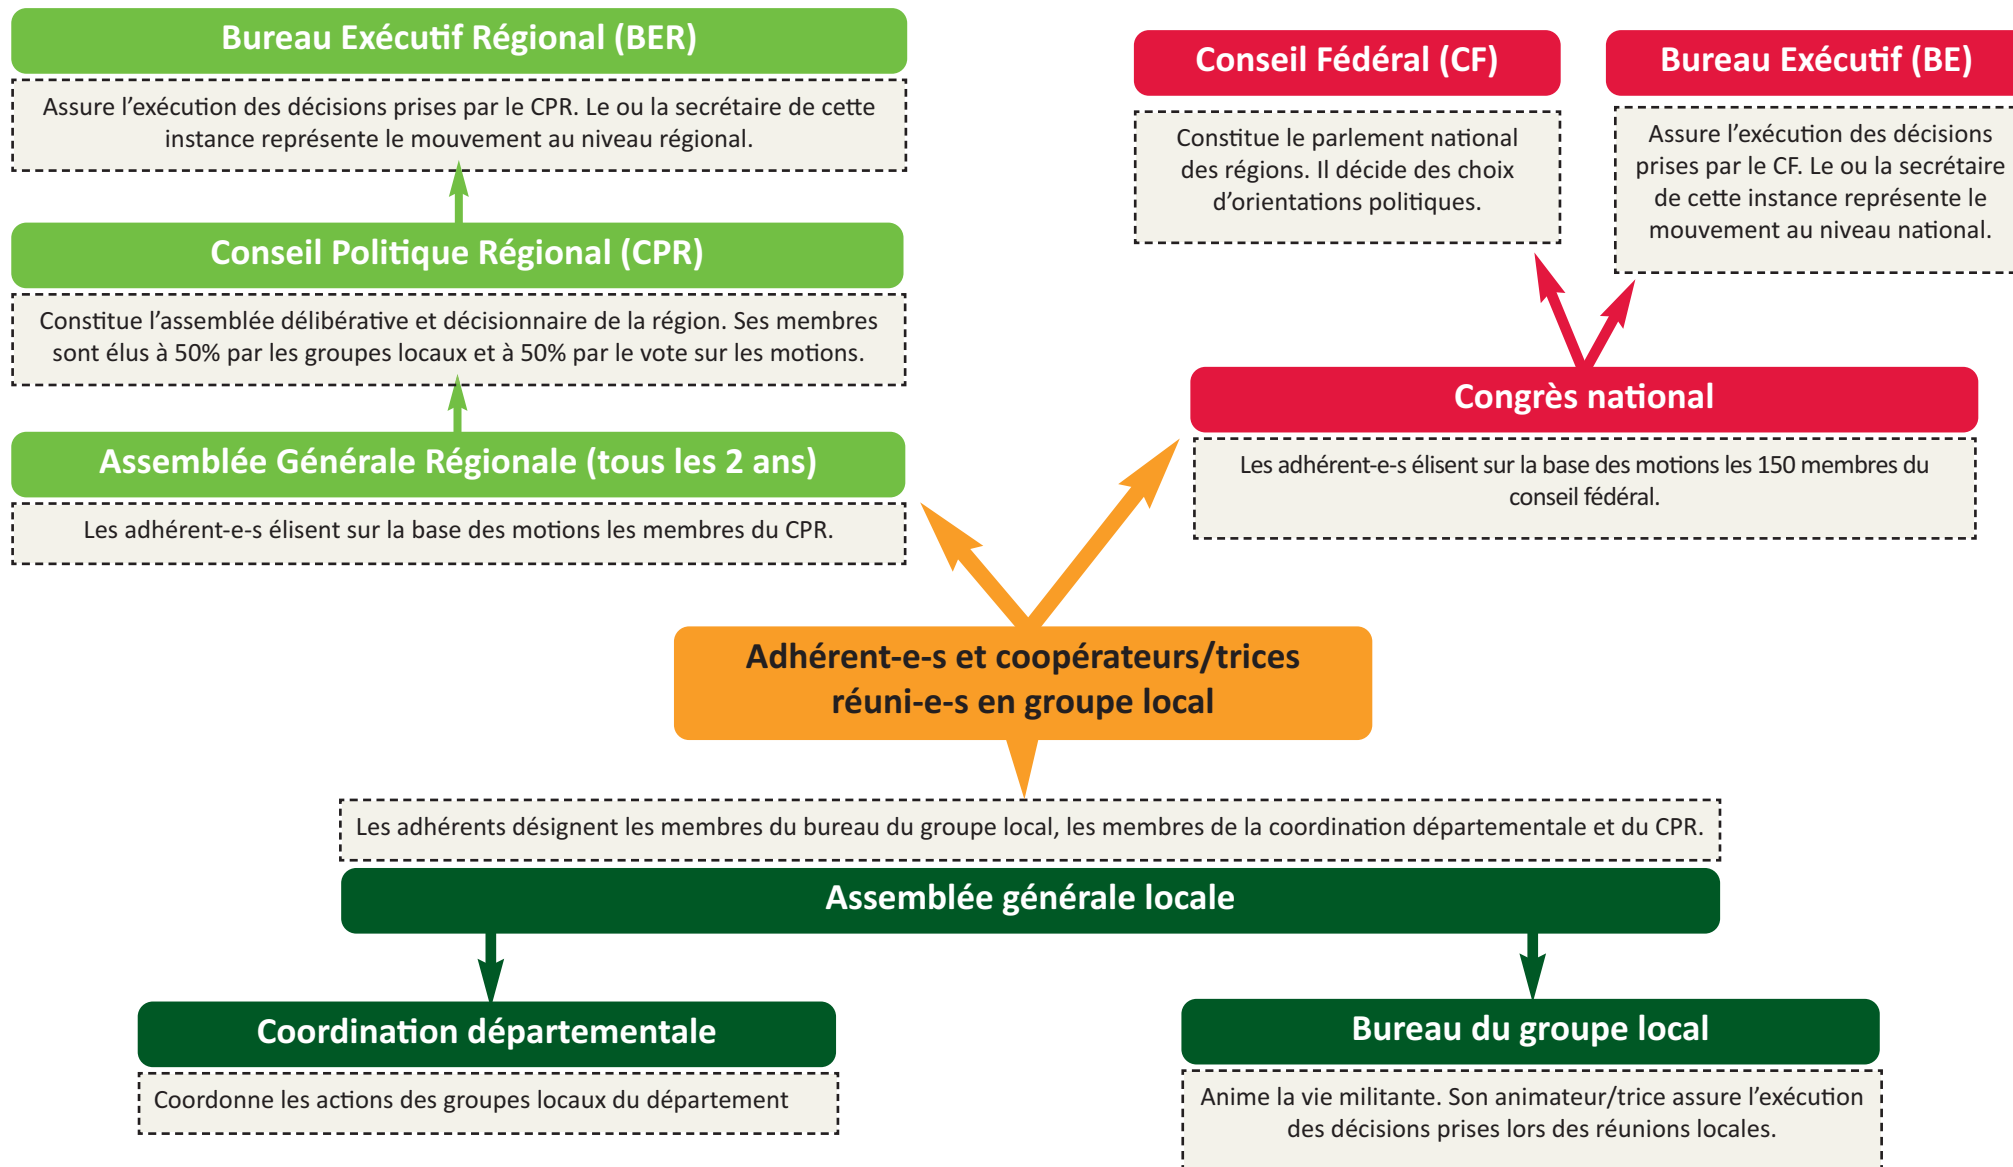 Bureau Exécutif Régional (BER)
Assure l’exécution des décisions prises par le CPR. Le ou la secrétaire de cette
instance représente le mouvement au niveau régional.
Conseil Politique Régional (CPR)
Constitue l’assemblée délibérative et décisionnaire de la région. Ses membres
sont élus à 50% par les groupes locaux et à 50% par le vote sur les motions.
Assemblée Générale Régionale (tous les 2 ans)
Les adhérent-e-s élisent sur la base des motions les membres du CPR.
Conseil Fédéral (CF)
Constitue le parlement national
des régions. Il décide des choix
d’orientations politiques.
Bureau Exécutif (BE)
Assure l’exécution des décisions
prises par le CF. Le ou la secrétaire
de cette instance représente le
mouvement au niveau national.
Congrès national
Les adhérent-e-s élisent sur la base des motions les 150 membres du
conseil fédéral.
Adhérent-e-s et coopérateurs/trices
réuni-e-s en groupe local
Les adhérents désignent les membres du bureau du groupe local, les membres de la coordination départementale et du CPR.
Assemblée générale locale
Coordination départementale
Coordonne les actions des groupes locaux du département
Bureau du groupe local
Anime la vie militante. Son animateur/trice assure l’exécution
des décisions prises lors des réunions locales.